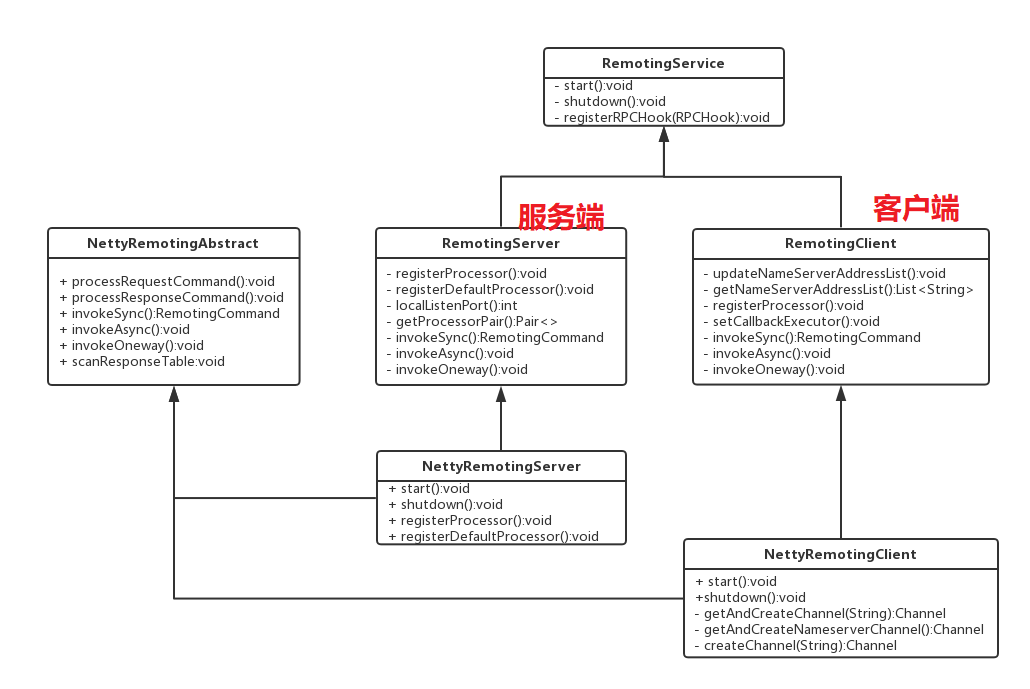 RemotingService
- start():void
- shutdown():void
- registerRPCHook(RPCHook):void
服务端
客户端
NettyRemotingAbstract
+ processRequestCommand():void
+ processResponseCommand():void
+ invokeSync():RemotingCommand
+ invokeAsync():void
+ invokeOneway():void
+ scanResponseTable:void
RemotingServer
- registerProcessor():void
- registerDefaultProcessor():void
- localListenPort():int
- getProcessorPair():Pair<>
- invokeSync():RemotingCommand
- invokeAsync():void
- invokeOneway():void
RemotingClient
- updateNameServerAddressList():void
- getNameServerAddressList():List<String>
- registerProcessor():void
- setCallbackExecutor():void
- invokeSync():RemotingCommand
- invokeAsync():void
- invokeOneway():void
NettyRemotingServer
+ start():void
+ shutdown():void
+ registerProcessor():void
+ registerDefaultProcessor():void
NettyRemotingClient
+ start():void
+shutdown():void
- getAndCreateChannel(String):Channel
- getAndCreateNameserverChannel():Channel
- createChannel(String):Channel